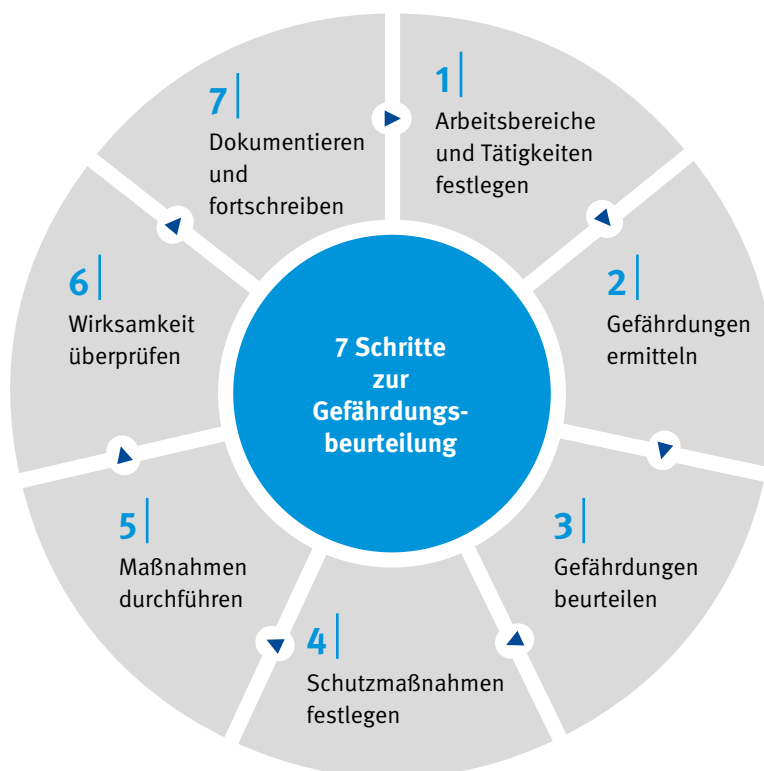 7 Schritte
zur
Gefährdungs-
beurteilung
1
Arbeitsbereiche
und Tätigkeiten
festlegen
2
Gefährdungen
ermitteln
3
Gefährdungen
beurteilen
4
Schutzmaßnahmen
festlegen
5
Maßnahmen
durchführen
6
Wirksamkeit
überprüfen
7
Dokumentieren
und
fortschreiben